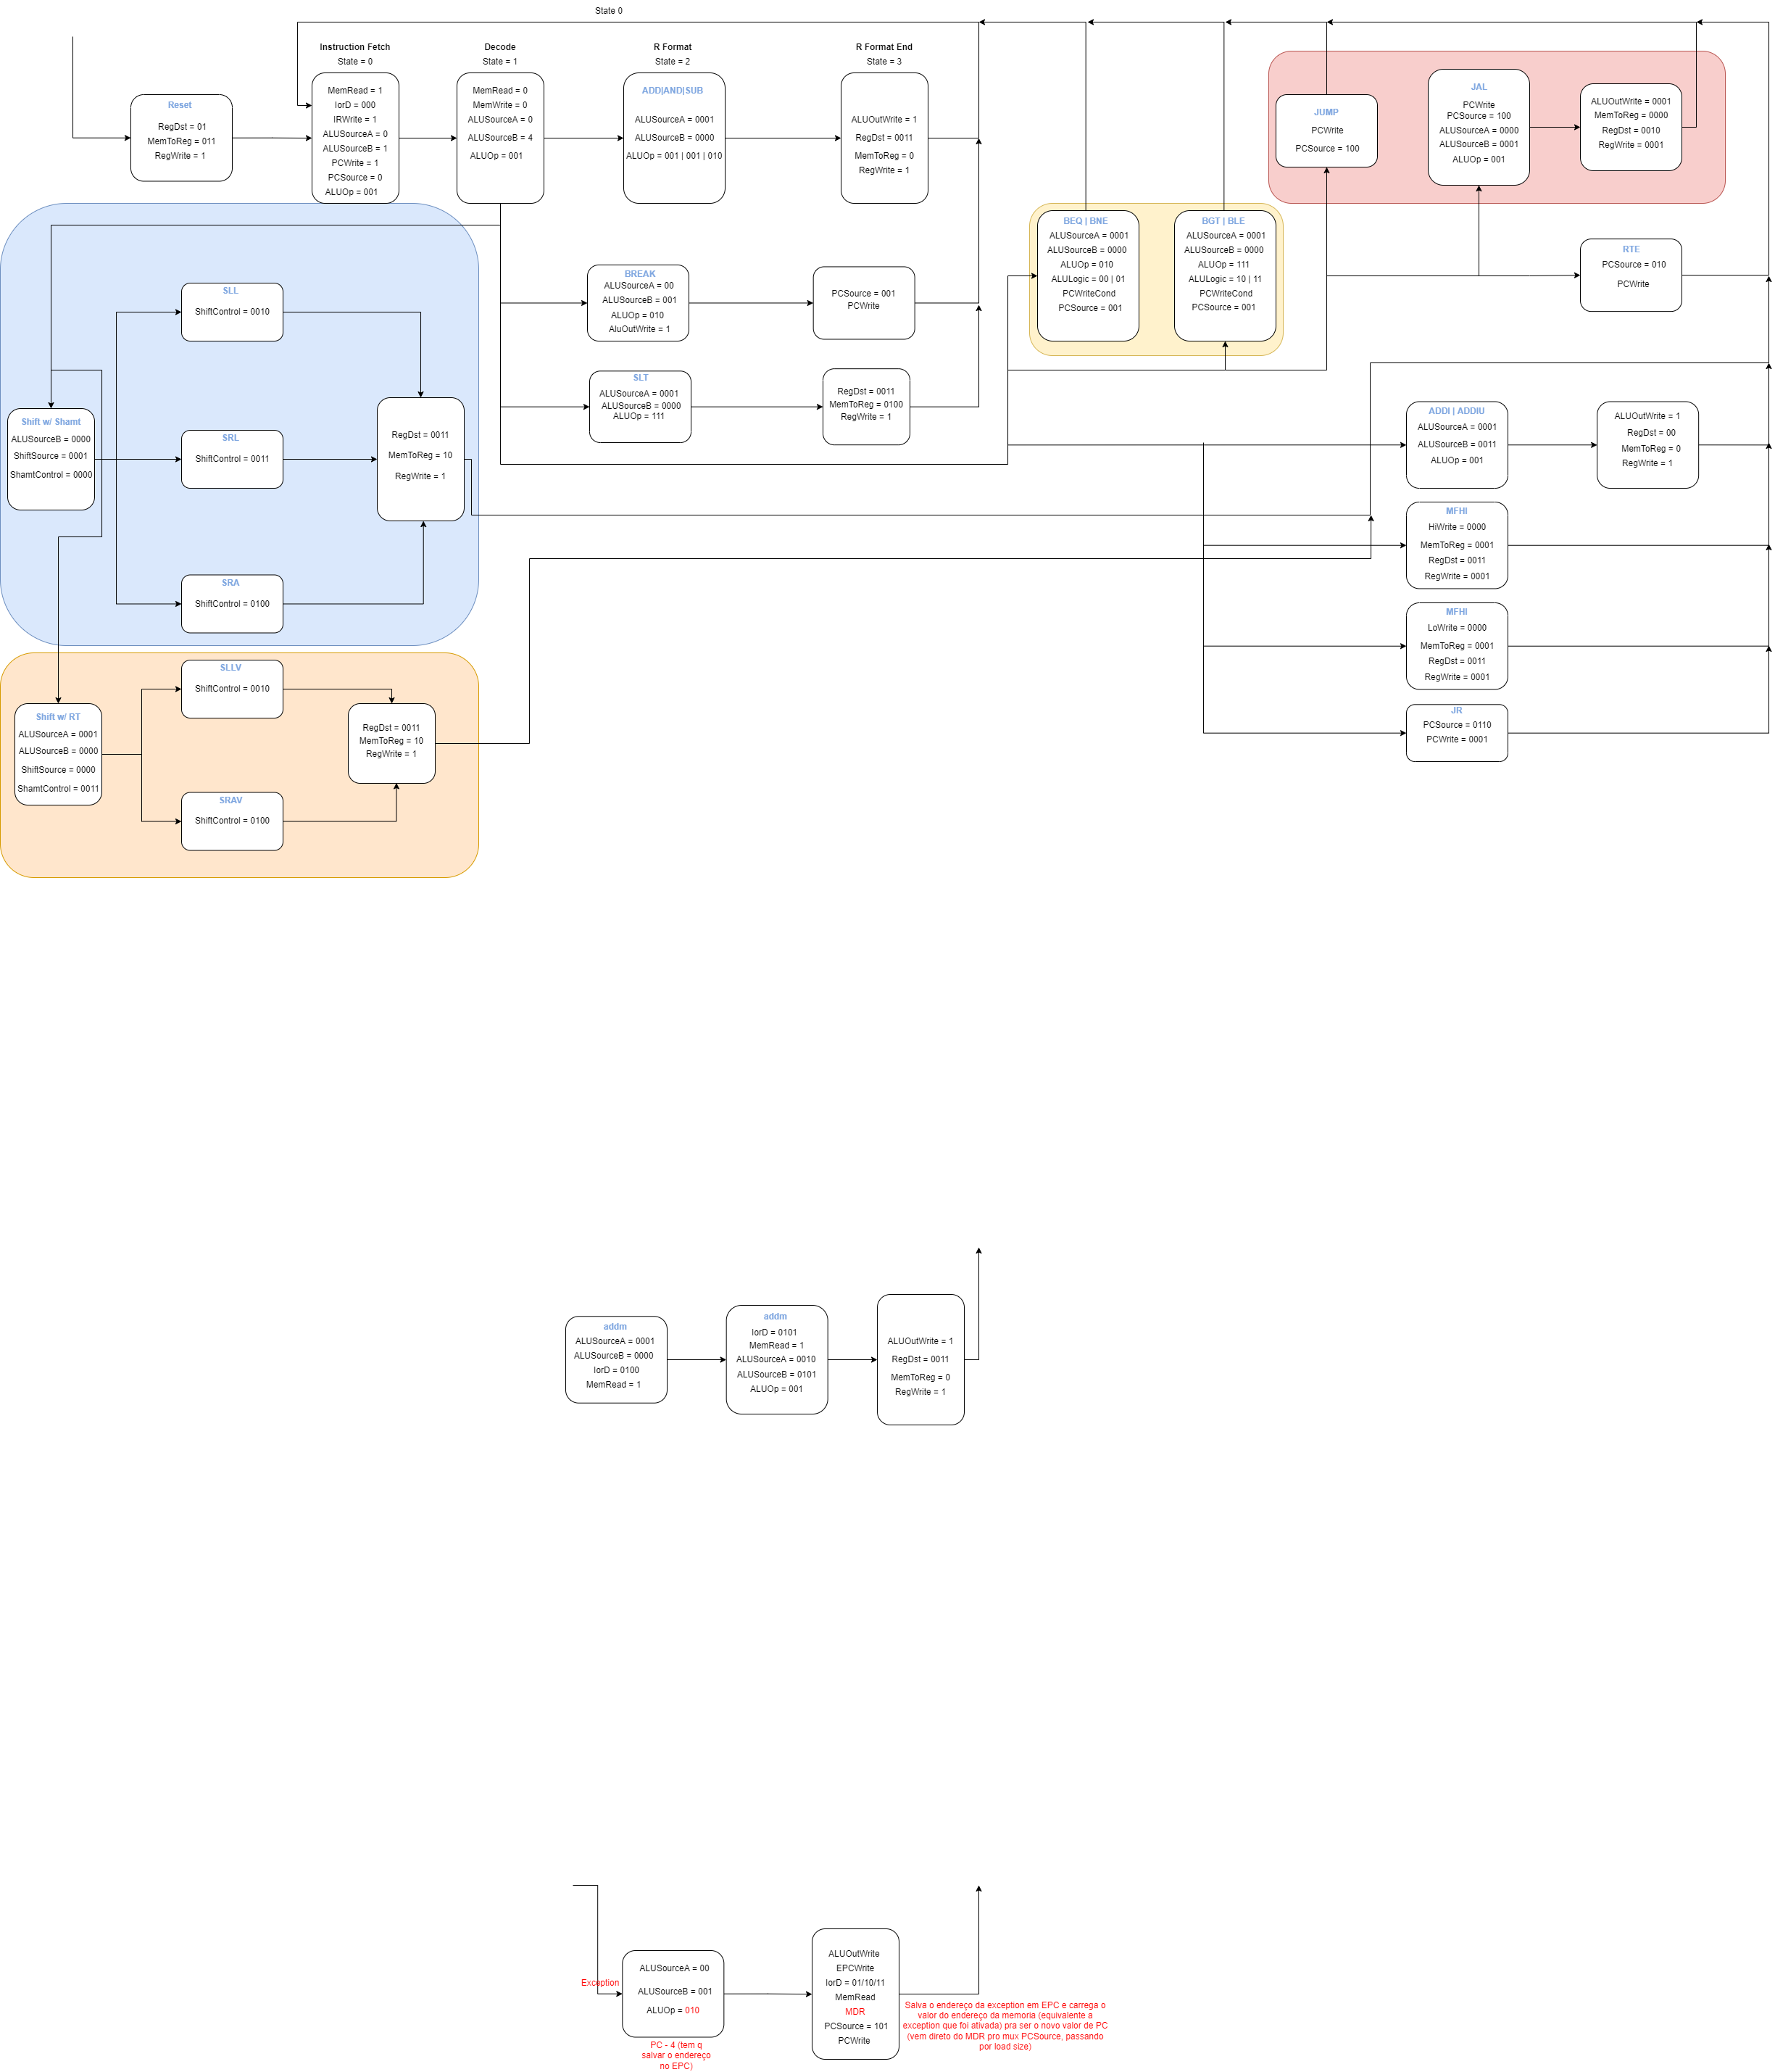 State 0
Instruction Fetch
State = 0
Decode
State = 1
R Format
State = 2
R Format End
State = 3
Reset
RegDst = 01
MemToReg = 011
RegWrite = 1
MemRead = 1
IorD = 000
IRWrite = 1
ALUSourceA = 0
ALUSourceB = 1
PCWrite = 1
PCSource = 0
ALUOp = 001
MemRead = 0
MemWrite = 0
ALUSourceA = 0
ALUSourceB = 4
ALUOp = 001
ADD|AND|SUB
ALUSourceA = 0001
ALUSourceB = 0000
ALUOp = 001 | 001 | 010
ALUOutWrite = 1
RegDst = 0011
MemToReg = 0
RegWrite = 1
JUMP
PCWrite
PCSource = 100
JAL
PCWrite
PCSource = 100
ALUSourceA = 0000
ALUSourceB = 0001
ALUOp = 001
ALUOutWrite = 0001
MemToReg = 0000
RegDst = 0010
RegWrite = 0001
BEQ | BNE
ALUSourceA = 0001
ALUSourceB = 0000
ALUOp = 010
ALULogic = 00 | 01
PCWriteCond
PCSource = 001
BGT | BLE
ALUSourceA = 0001
ALUSourceB = 0000
ALUOp = 111
ALULogic = 10 | 11
PCWriteCond
PCSource = 001
RTE
PCSource = 010
PCWrite
BREAK
ALUSourceA = 00
ALUSourceB = 001
ALUOp = 010
AluOutWrite = 1
PCSource = 001
PCWrite
SLT
ALUSourceA = 0001
ALUSourceB = 0000
ALUOp = 111
RegDst = 0011
MemToReg = 0100
RegWrite = 1
SLL
ShiftControl = 0010
Shift w/ Shamt
ALUSourceB = 0000
ShiftSource = 0001
ShamtControl = 0000
SRL
ShiftControl = 0011
RegDst = 0011
MemToReg = 10
RegWrite = 1
SRA
ShiftControl = 0100
ADDI | ADDIU
ALUSourceA = 0001
ALUSourceB = 0011
ALUOp = 001
ALUOutWrite = 1
RegDst = 00
MemToReg = 0
RegWrite = 1
MFHI
HiWrite = 0000
MemToReg = 0001
RegDst = 0011
RegWrite = 0001
MFHI
LoWrite = 0000
MemToReg = 0001
RegDst = 0011
RegWrite = 0001
JR
PCSource = 0110
PCWrite = 0001
SLLV
ShiftControl = 0010
Shift w/ RT
ALUSourceA = 0001
ALUSourceB = 0000
ShiftSource = 0000
ShamtControl = 0011
RegDst = 0011
MemToReg = 10
RegWrite = 1
SRAV
ShiftControl = 0100
addm
ALUSourceA = 0001
ALUSourceB = 0000
IorD = 0100
MemRead = 1
addm
IorD = 0101
MemRead = 1
ALUSourceA = 0010
ALUSourceB = 0101
ALUOp = 001
ALUOutWrite = 1
RegDst = 0011
MemToReg = 0
RegWrite = 1
Exception
ALUSourceA = 00
ALUSourceB = 001
ALUOp = 010
PC - 4 (tem q
salvar o endereço
no EPC)
ALUOutWrite
EPCWrite
IorD = 01/10/11
MemRead
MDR
PCSource = 101
PCWrite
Salva o endereço da exception em EPC e carrega o
valor do endereço da memoria (equivalente a
exception que foi ativada) pra ser o novo valor de PC
(vem direto do MDR pro mux PCSource, passando
por load size)